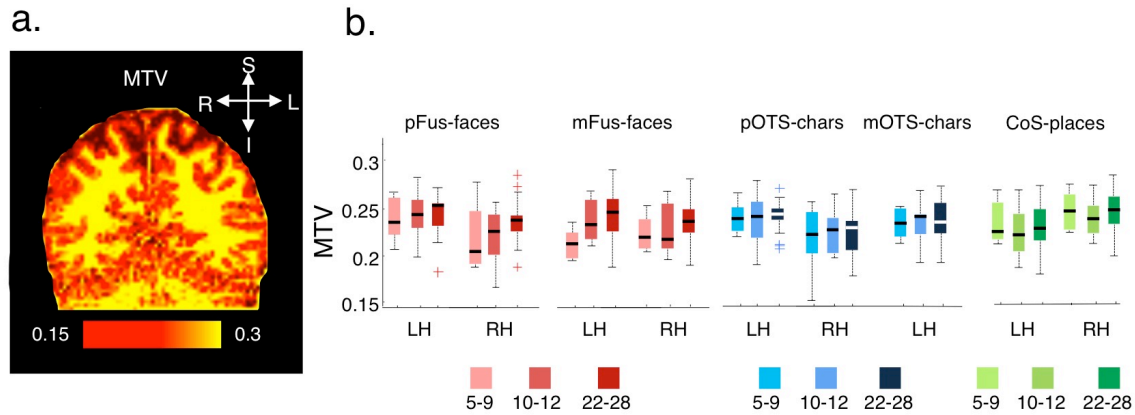 a.
MTV
S
R L
I
0.15 0.3
b.
pFus-faces mFus-faces pOTS-chars mOTS-chars CoS-places
MTV
0.3
0.25
0.2
0.15
LH RH LH RH LH RH LH LH RH
5-9 10-12 22-28 5-9 10-12 22-28 5-9 10-12 22-28